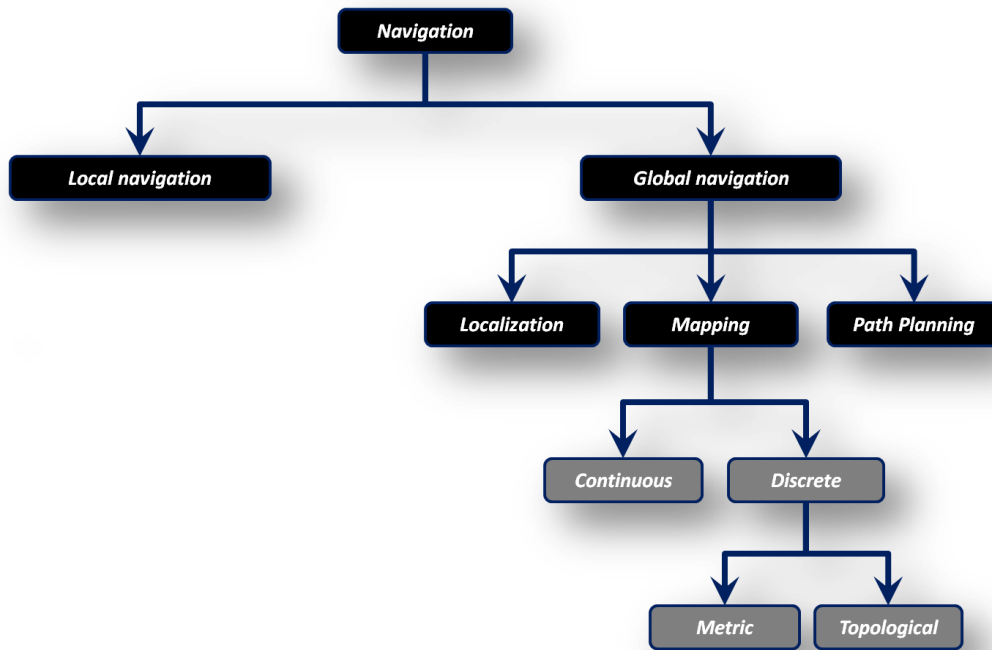 Navigation
Local navigation
Global navigation
Localization
Mapping
Path Planning
Continuous
Discrete
Metric
Topological